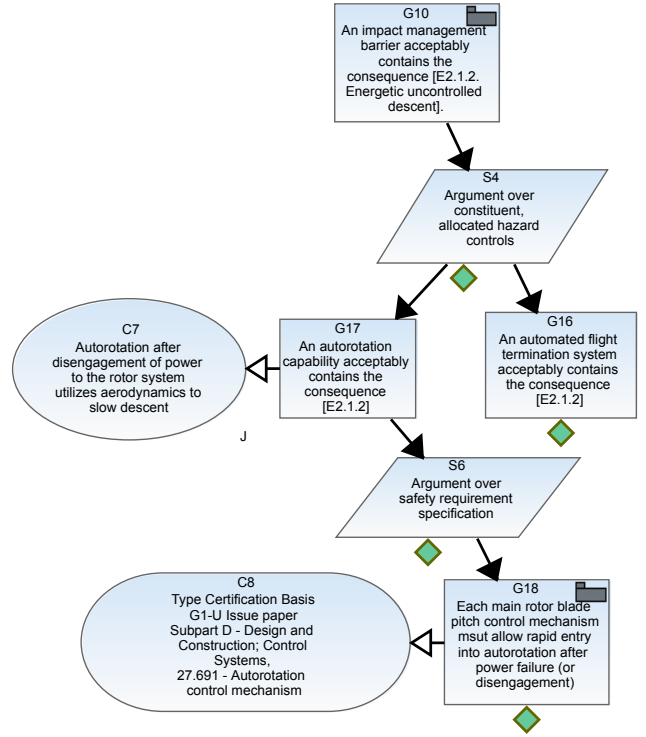 G10
An impact management
barrier acceptably
contains the
consequence [E2.1.2.
Energetic uncontrolled
descent].
S4
Argument over
constituent,
allocated hazard
controls
C7
Autorotation after
disengagement of power
to the rotor system
utilizes aerodynamics to
slow descent
J
G17
An autorotation
capability acceptably
contains the
consequence
[E2.1.2]
G16
An automated flight
termination system
acceptably contains
the consequence
[E2.1.2]
S6
Argument over
safety requirement
specification
C8
Type Certification Basis
G1-U Issue paper
Subpart D - Design and
Construction; Control
Systems,
27.691 - Autorotation
control mechanism
G18
Each main rotor blade
pitch control mechanism
msut allow rapid entry
into autorotation after
power failure (or
disengagement)